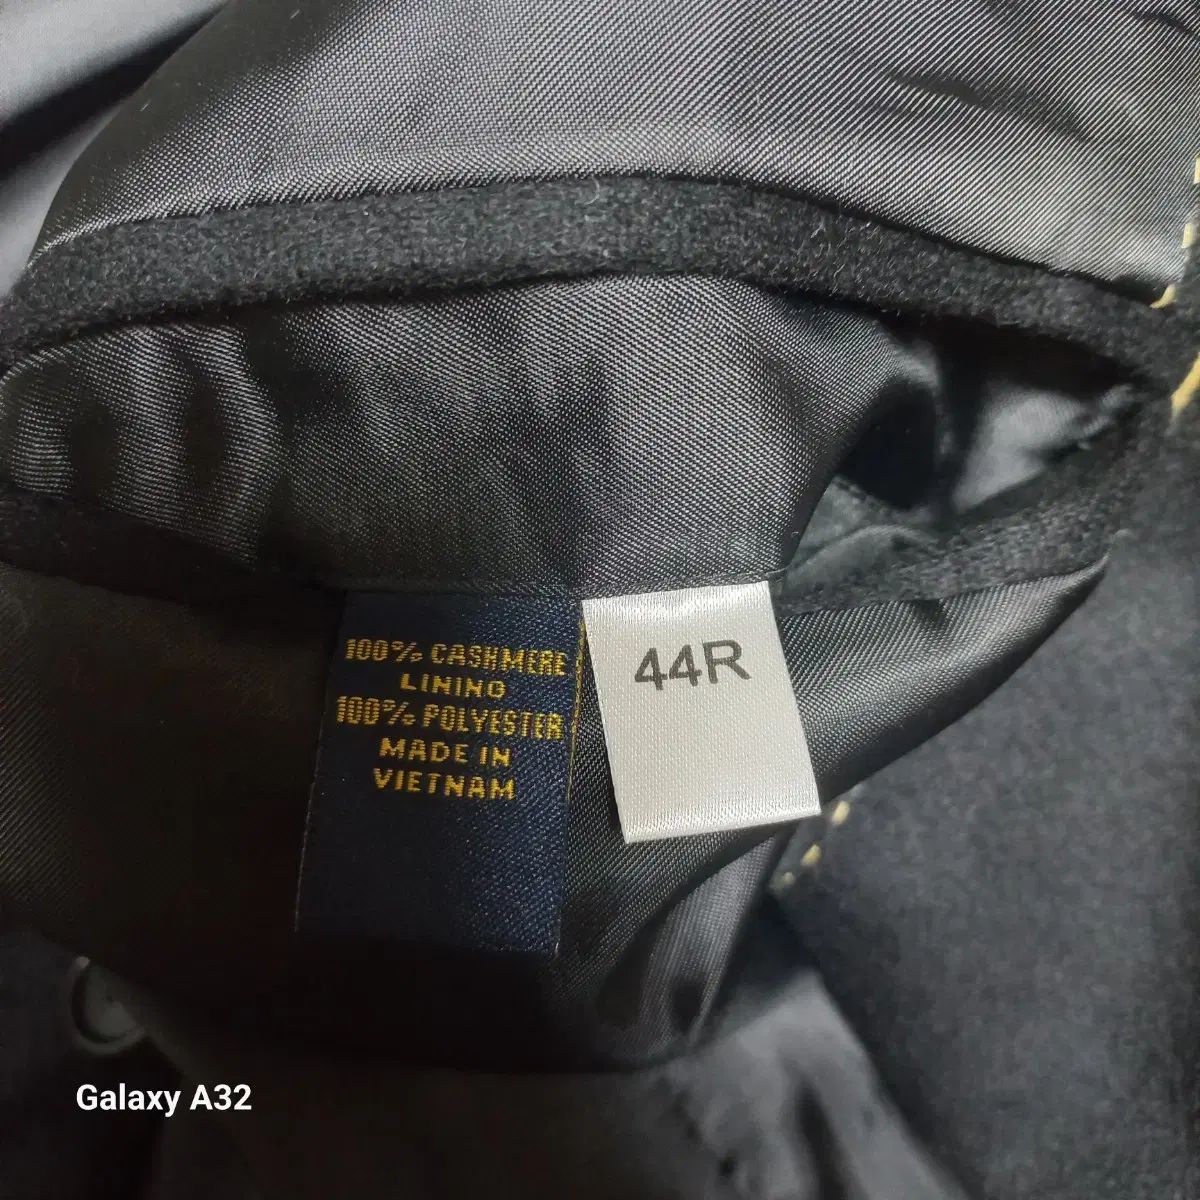 100% CASHMERE
LINING
100% POLYESTER
MADE IN
VIETNAM
44R
Galaxy A32